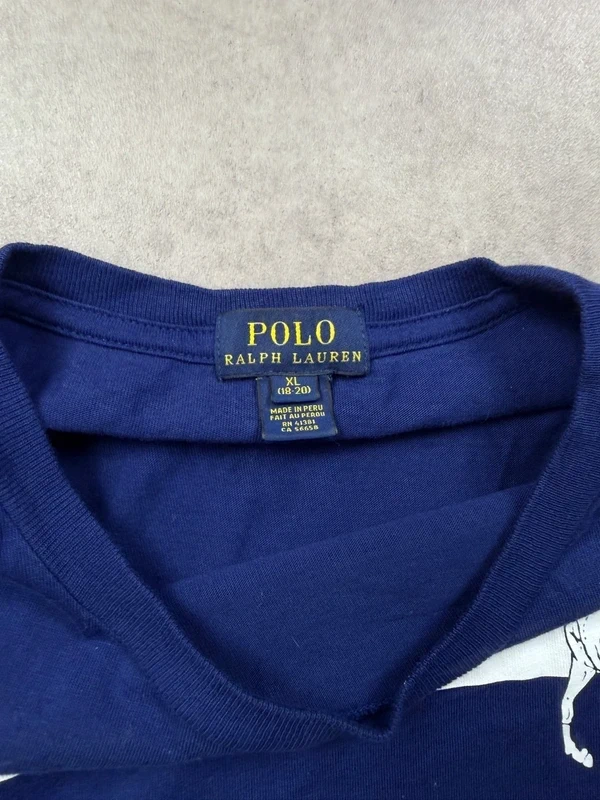 POLO
RALPH LAUREN
XL
(18-20)
MADE IN PERU
FAIT AU PEROU
RN 41381
CA 56658